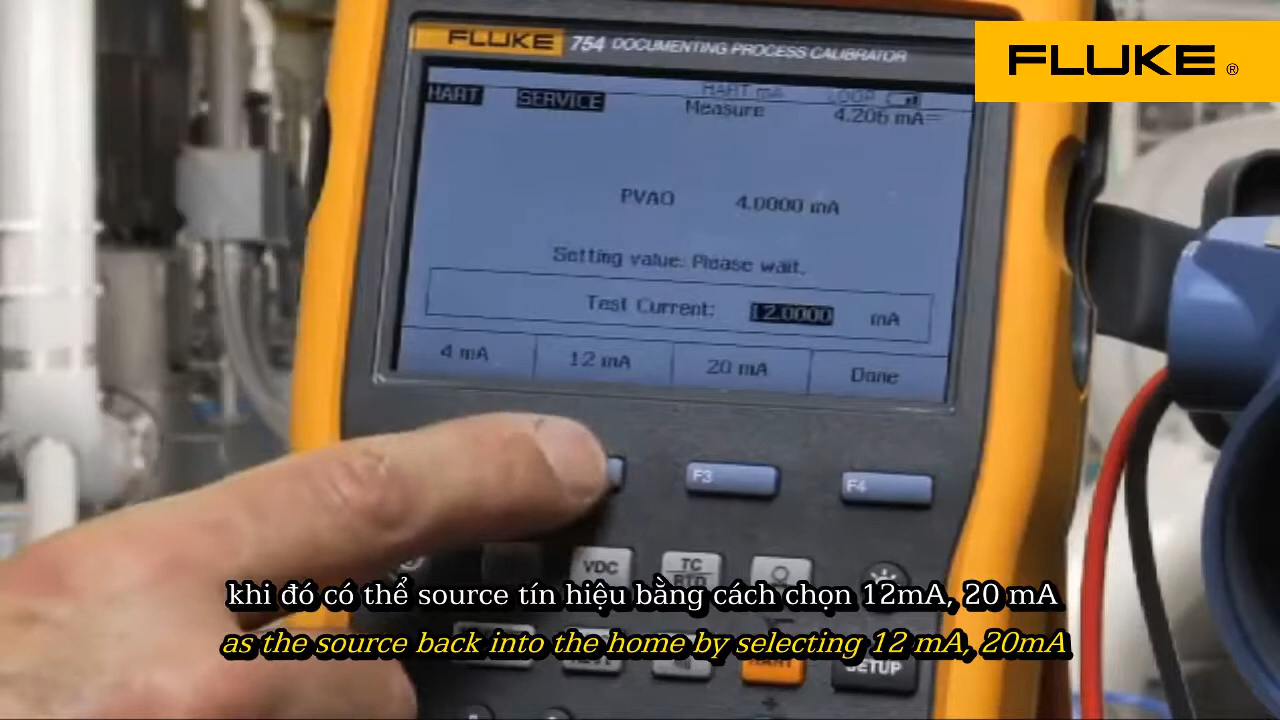 FLUKE 754 DOCUMENTING PROCESS CALIBRATOR
FLUKE ®
HART SERVICE HART mA LOOP
Measure 4.206 mA
PVAO 4.0000 mA
Setting value. Please wait.
Test Current: 12.0000 mA
4 mA 12 mA 20 mA Done
F3 F4
VDC TC RTD
khi đó có thể source tín hiệu bằng cách chọn 12mA, 20 mA
as the source back into the home by selecting 12 mA, 20mA
HART SETUP